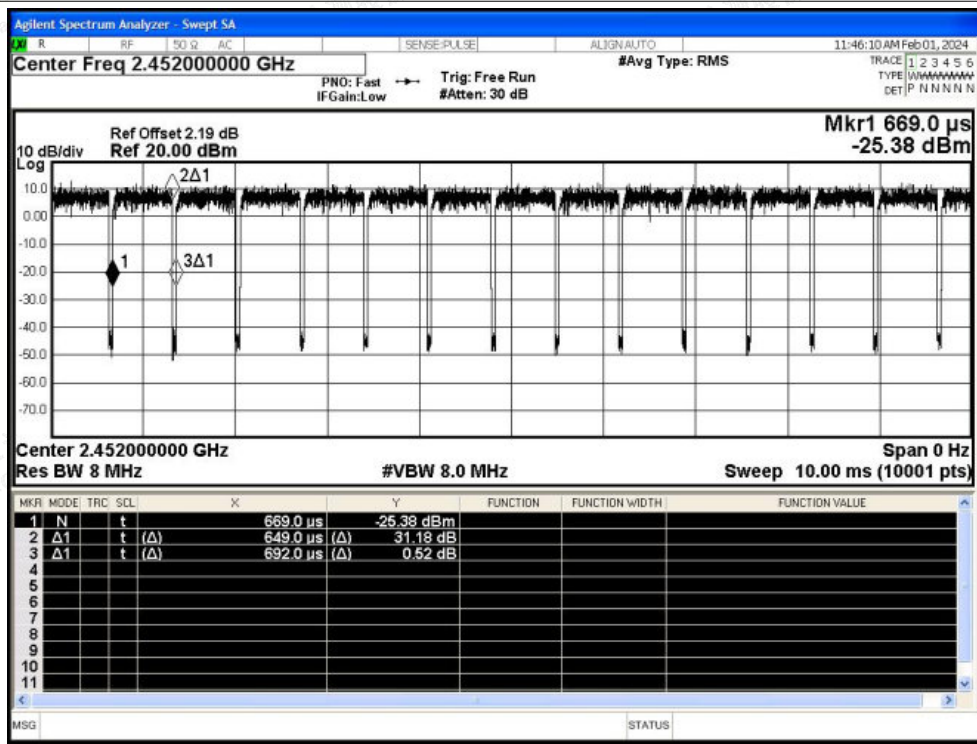 Agilent Spectrum Analyzer - Swept SA
LXI R RF 50 Ω AC SENSE:PULSE ALIGNAUTO 11:46:10 AM Feb 01, 2024
Center Freq 2.452000000 GHz #Avg Type: RMS TRACE 1 2 3 4 5 6
PNO: Fast Trig: Free Run TYPE WWWWWW
IFGain:Low #Atten: 30 dB DET P N N N N N
Mkr1 669.0 µs
-25.38 dBm
Ref Offset 2.19 dB
10 dB/div Ref 20.00 dBm
Log
2Δ1
10.0
0.00
-10.0
1 3Δ1
-20.0
-30.0
-40.0
-50.0
-60.0
-70.0
Center 2.452000000 GHz Span 0 Hz
Res BW 8 MHz #VBW 8.0 MHz Sweep 10.00 ms (10001 pts)
MKR MODE TRC SCL X Y FUNCTION FUNCTION WIDTH FUNCTION VALUE
1 N t 669.0 µs -25.38 dBm
2 Δ1 t (Δ) 649.0 µs (Δ) 31.18 dB
3 Δ1 t (Δ) 692.0 µs (Δ) 0.52 dB
4
5
6
7
8
9
10
11
MSG STATUS